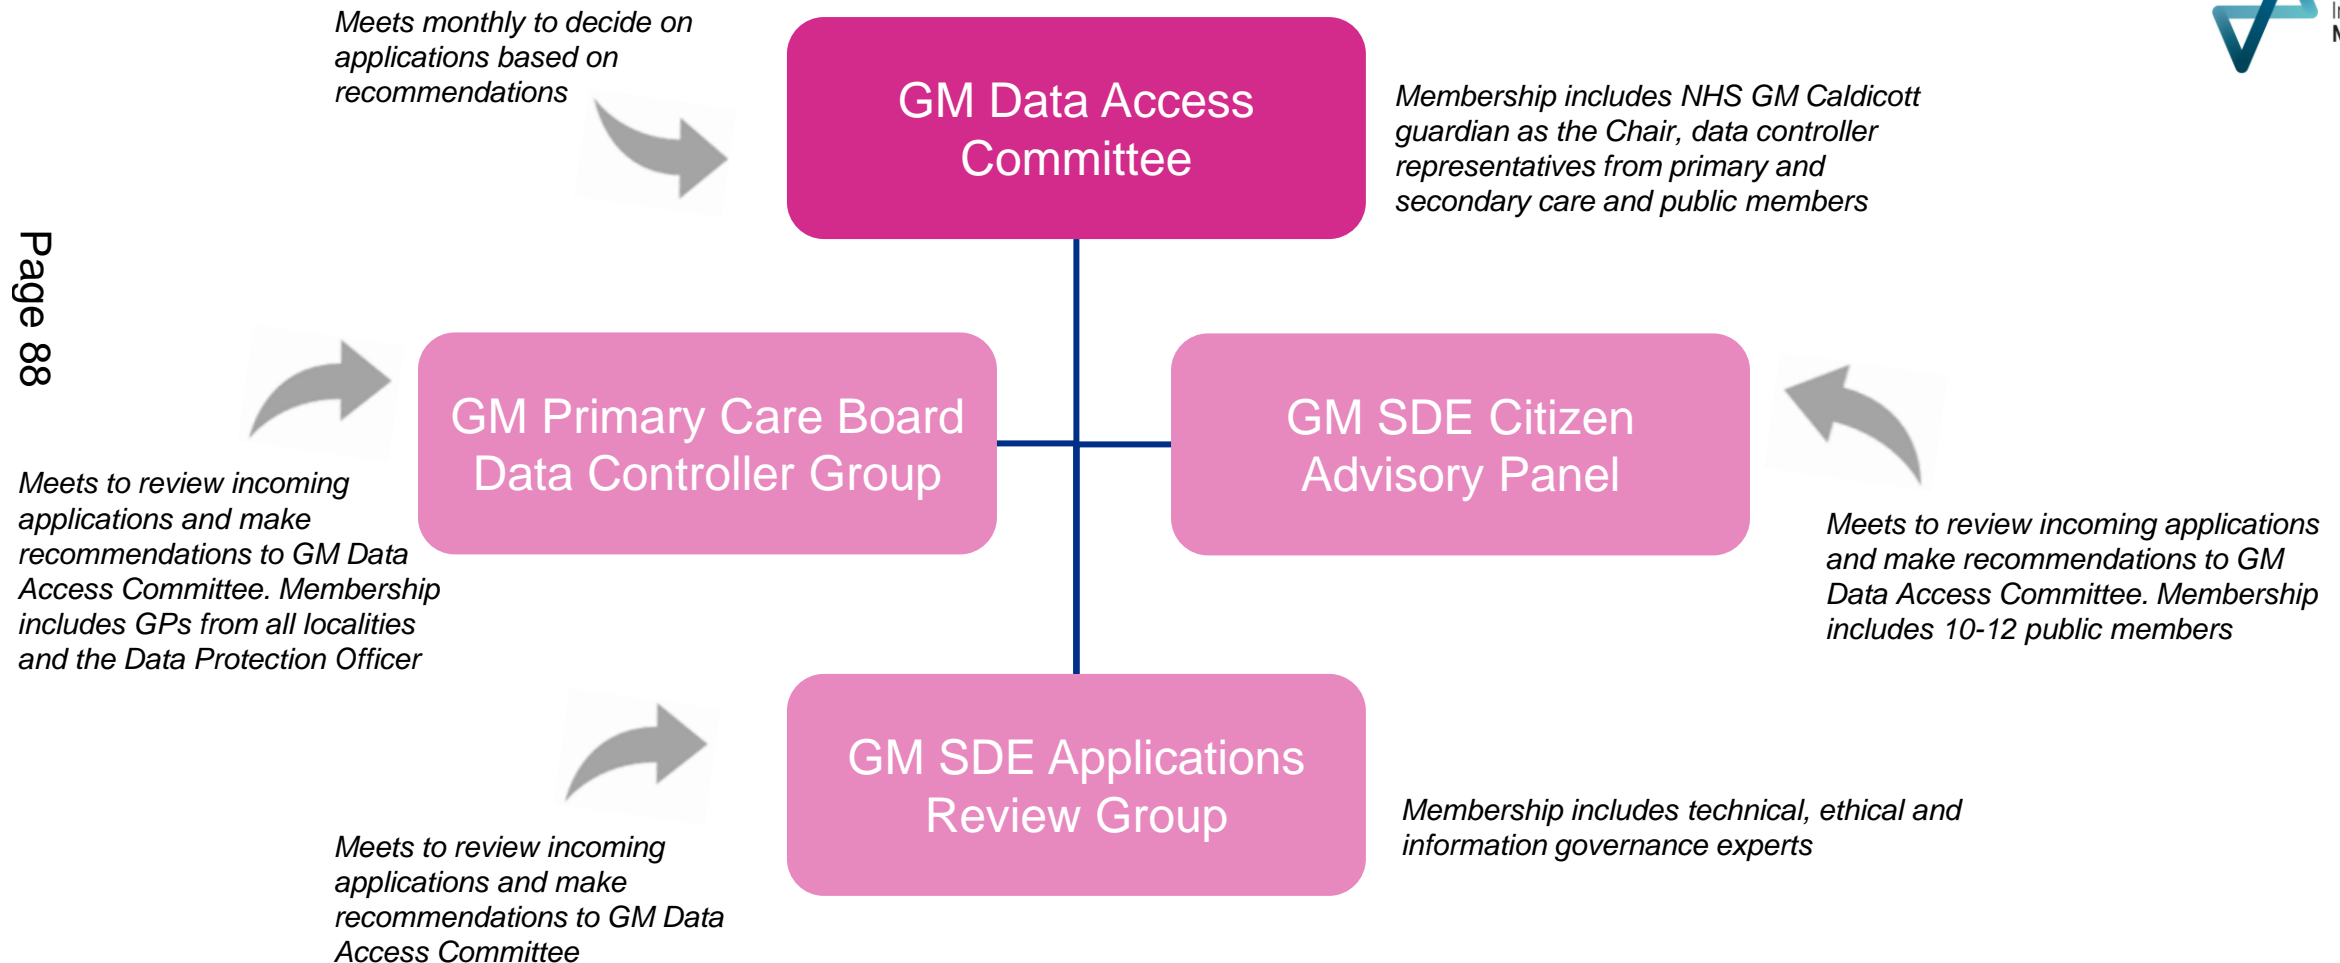 Meets monthly to decide on
applications based on
recommendations
GM Data Access
Committee
Membership includes NHS GM Caldicott
guardian as the Chair, data controller
representatives from primary and
secondary care and public members
Page 88
GM Primary Care Board
Data Controller Group
Meets to review incoming
applications and make
recommendations to GM Data
Access Committee. Membership
includes GPs from all localities
and the Data Protection Officer
GM SDE Citizen
Advisory Panel
Meets to review incoming applications
and make recommendations to GM
Data Access Committee. Membership
includes 10-12 public members
GM SDE Applications
Review Group
Meets to review incoming
applications and make
recommendations to GM Data
Access Committee
Membership includes technical, ethical and
information governance experts